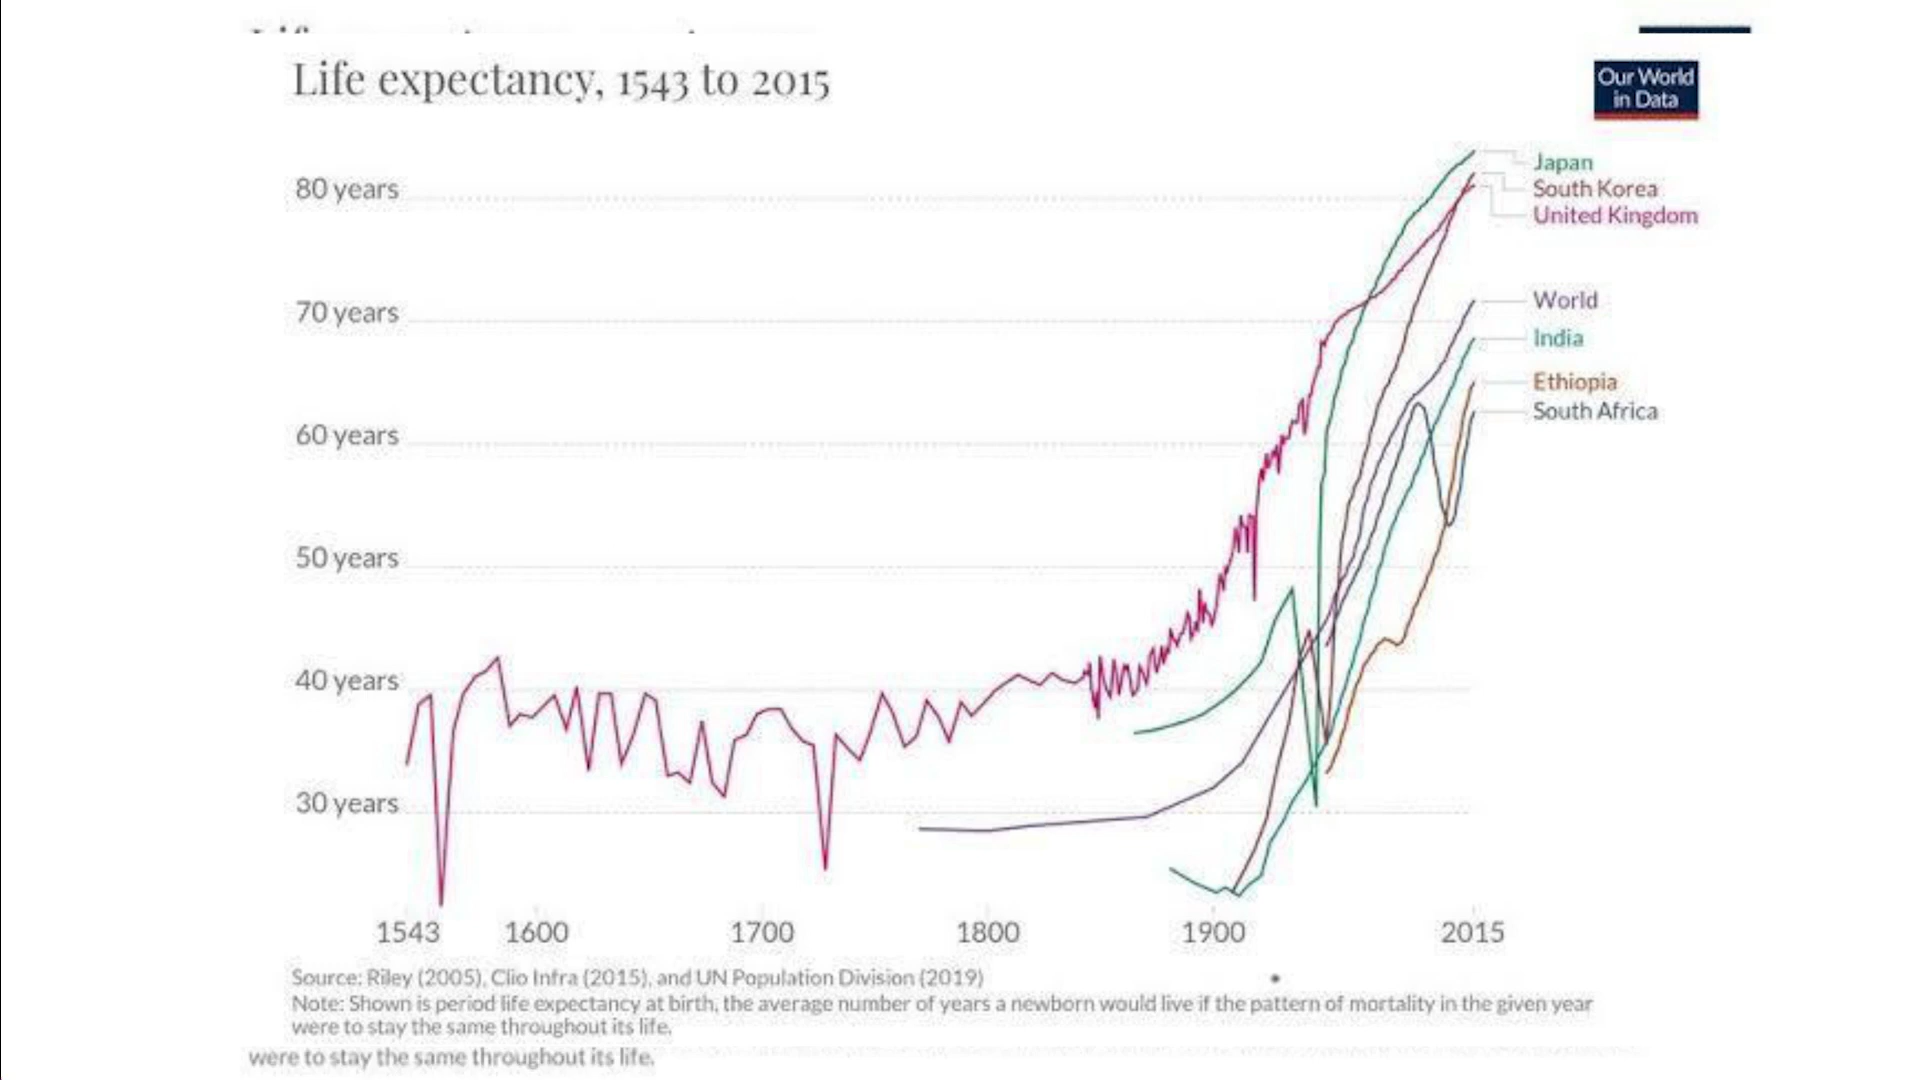 Life expectancy, 1543 to 2015
Our World
in Data
80 years
70 years
60 years
50 years
40 years
30 years
Japan
South Korea
United Kingdom
World
India
Ethiopia
South Africa
1543 1600 1700 1800 1900 2015
Source: Riley (2005), Clio Infra (2015), and UN Population Division (2019)
Note: Shown is period life expectancy at birth, the average number of years a newborn would live if the pattern of mortality in the given year
were to stay the same throughout its life.
were to stay the same throughout its life.